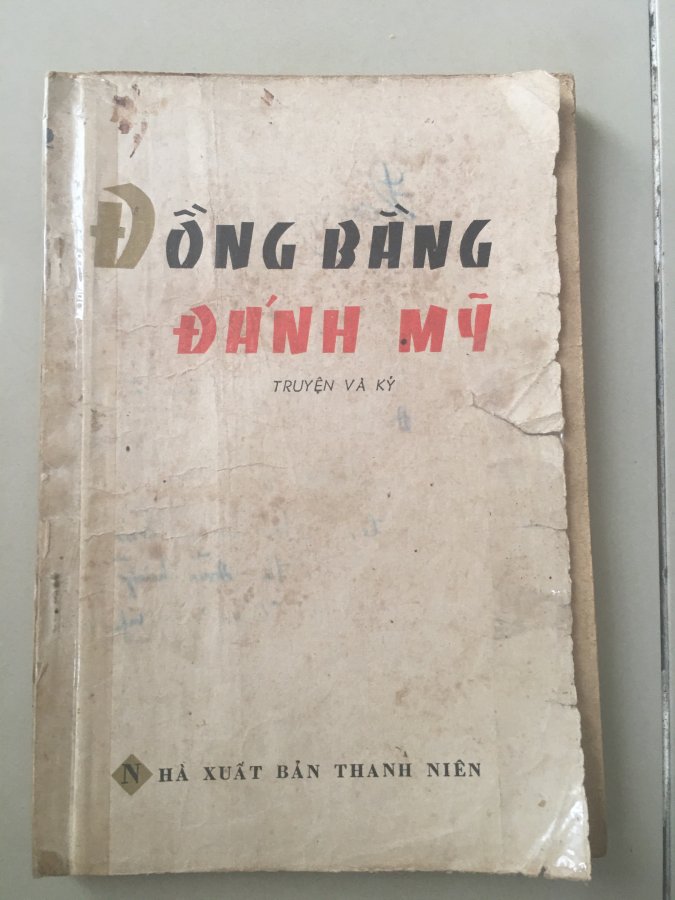 ĐỒNG BẰNG
ĐÁNH MỸ
TRUYỆN VÀ KÝ
NHÀ XUẤT BẢN THANH NIÊN